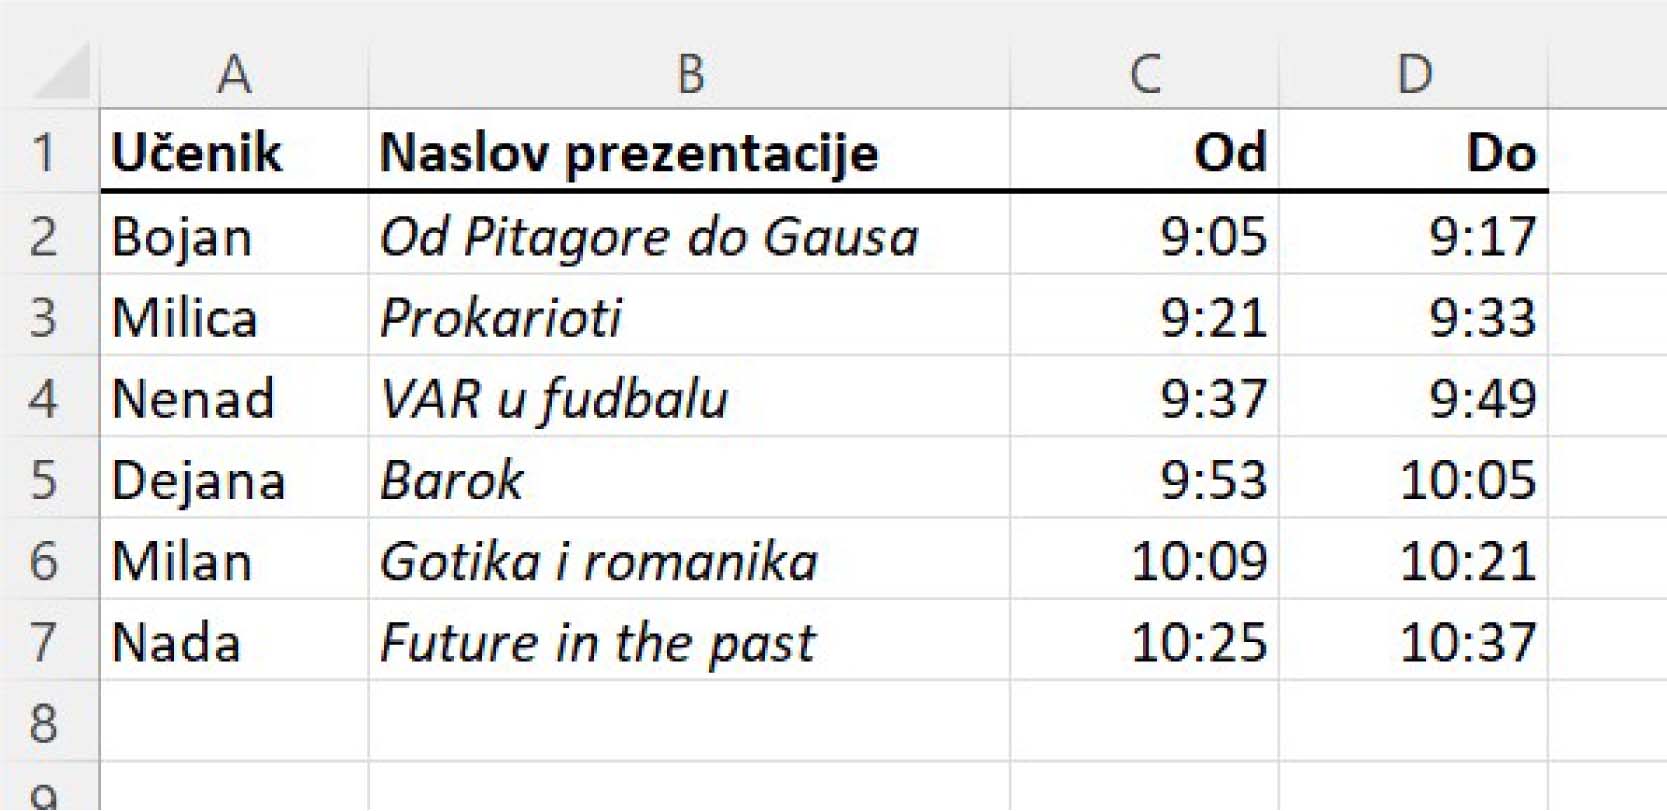 A B C D
1 Učenik Naslov prezentacije Od Do
2 Bojan Od Pitagore do Gausa 9:05 9:17
3 Milica Prokarioti 9:21 9:33
4 Nenad VAR u fudbalu 9:37 9:49
5 Dejana Barok 9:53 10:05
6 Milan Gotika i romanika 10:09 10:21
7 Nada Future in the past 10:25 10:37
8
9